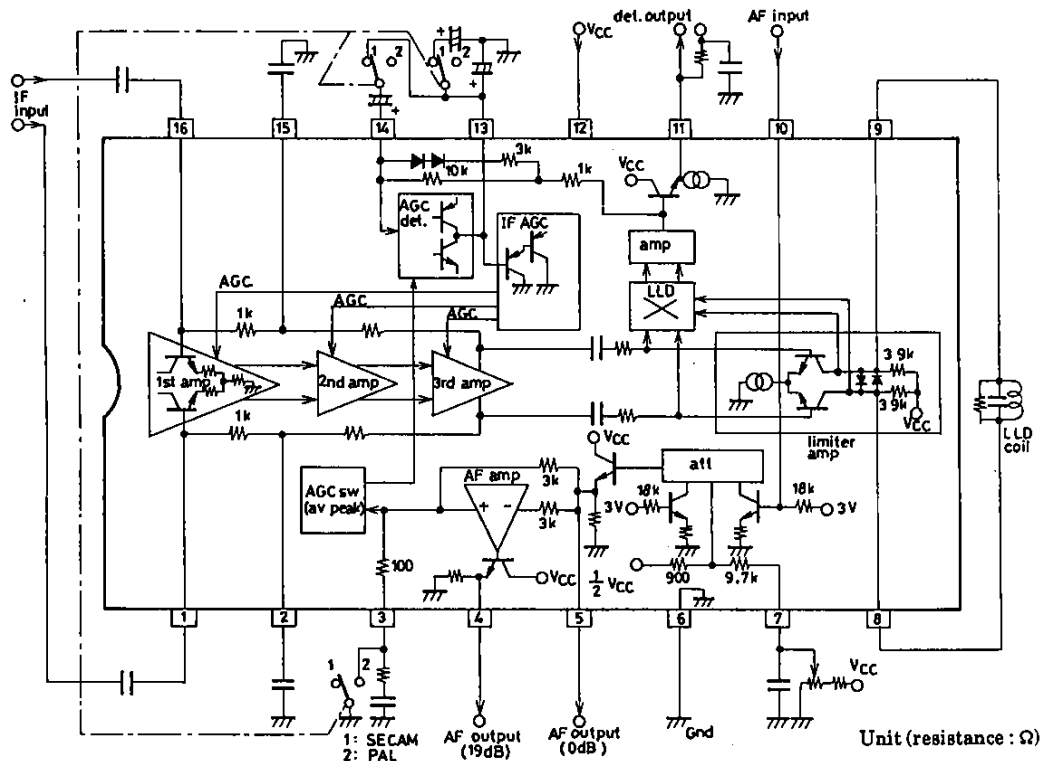 VCC
det. output
AF input
IF
input
1
2
1
2
+
+
+
16
15
14
13
12
11
10
9
3k
10k
1k
VCC
AGC
det.
IF AGC
amp
LLD
AGC
AGC
AGC
1k
1st amp
2nd amp
3rd amp
1k
3.9k
3.9k
VCC
limiter
amp
LLD
coil
VCC
att
AGC sw
(av peak)
AF amp
+
-
3k
3k
18k
3V
18k
3V
100
VCC
1/2 VCC
900
9.7k
1
2
3
4
5
6
7
8
1
2
VCC
1: SECAM
2: PAL
AF output
(19dB)
AF output
(0dB)
Gnd
Unit (resistance : Ω)